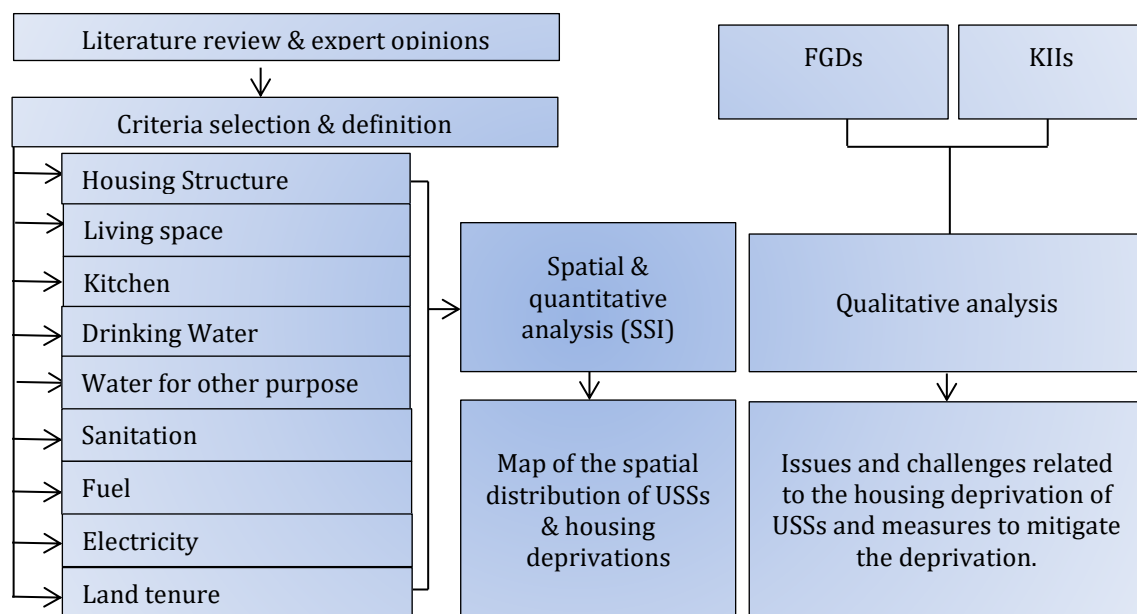 Literature review & expert opinions
Criteria selection & definition
Housing Structure
Living space
Kitchen
Drinking Water
Water for other purpose
Sanitation
Fuel
Electricity
Land tenure
Spatial &
quantitative
analysis (SSI)
Map of the spatial
distribution of USSs
& housing
deprivations
FGDs
KIIs
Qualitative analysis
Issues and challenges related
to the housing deprivation of
USSs and measures to mitigate
the deprivation.